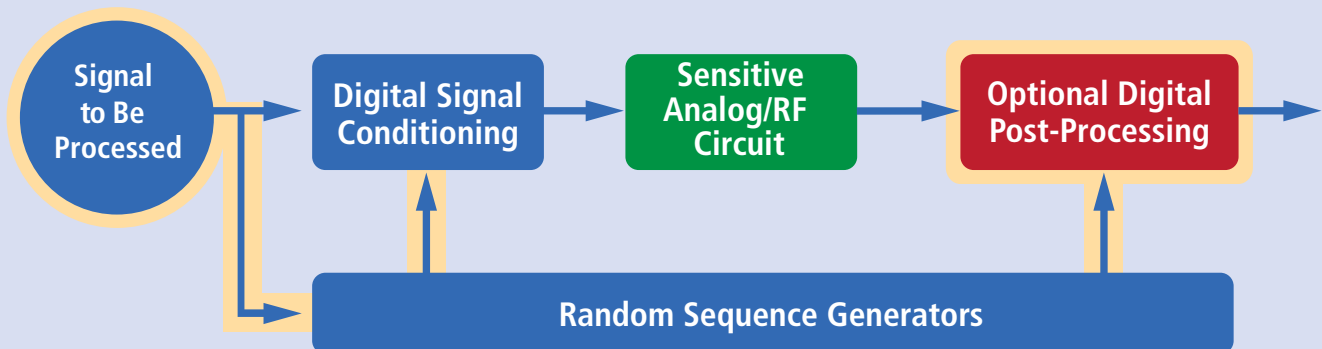 Signal
to Be
Processed
Digital Signal
Conditioning
Sensitive
Analog/RF
Circuit
Optional Digital
Post-Processing
Random Sequence Generators